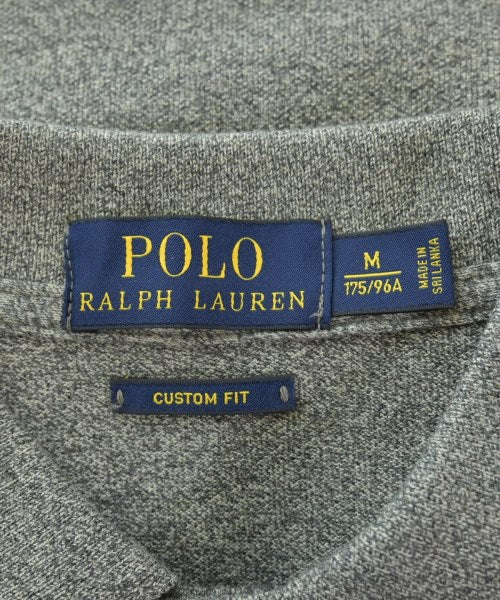 POLO
RALPH LAUREN
M
175/96A
MADE IN
SRI LANKA
CUSTOM FIT